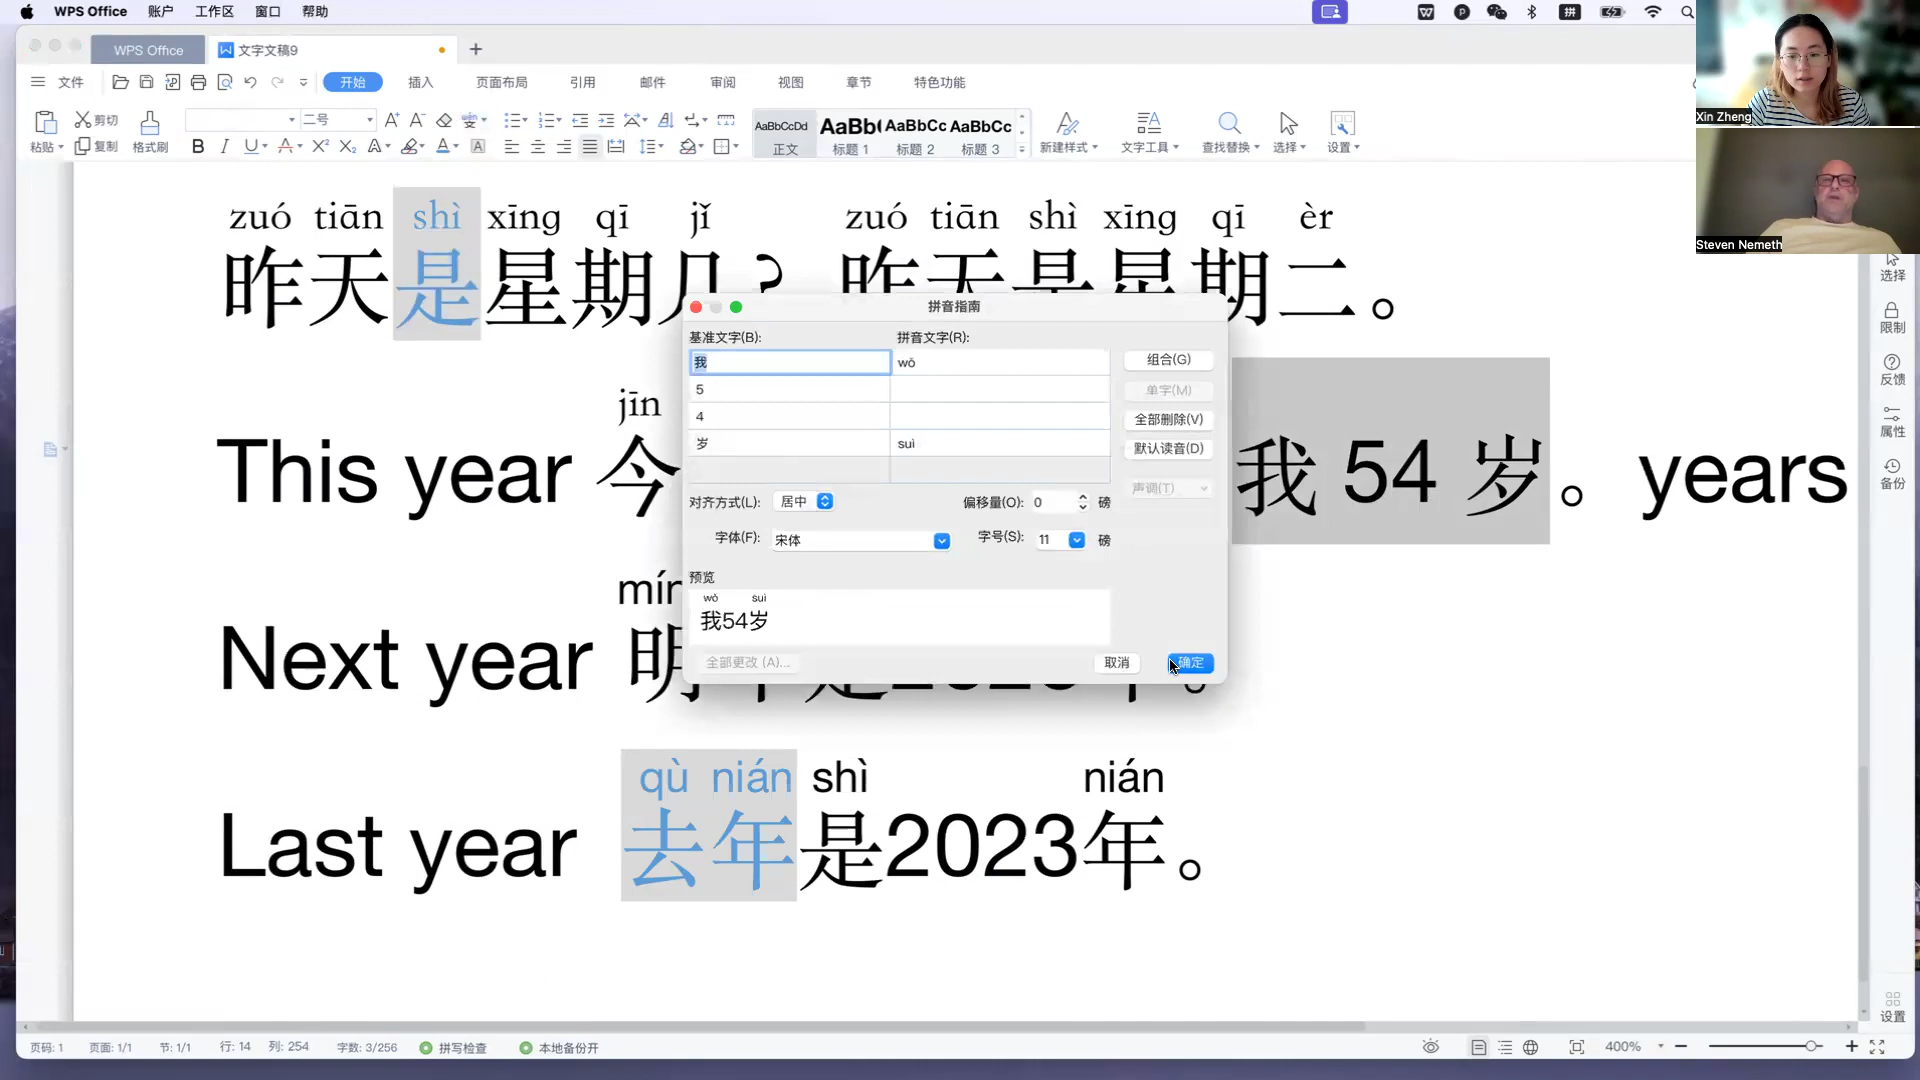 WPS Office 账户 工作区 窗口 帮助
WPS Office 文字文稿9
文件 开始 插入 页面布局 引用 邮件 审阅 视图 章节 特色功能
粘贴 剪切 复制 格式刷 二号
AaBbCcDd 正文 标题 1 AaBbCc 标题 2 AaBbCc 标题 3 新建样式 文字工具 查找替换 选择 设置
Xin Zheng
Steven Nemeth
zuó tiān shì xīng qī jǐ zuó tiān shì xīng qī èr
昨天是星期几？ 昨天是星期二。
jīn
This year 今 我 54 岁。 years
Next year 明年是2025年。
qù nián shì nián
Last year 去年是2023年。
拼音指南
基准文字(B): 拼音文字(R):
我 wǒ
5
4
岁 suì
组合(G)
单字(M)
全部删除(V)
默认读音(D)
声调(T)
对齐方式(L): 居中 偏移量(O): 0 磅
字体(F): 宋体 字号(S): 11 磅
预览
wǒ suì
我54岁
全部更改 (A)... 取消 确定
选择
限制
反馈
属性
备份
设置
页码: 1 页面: 1/1 节: 1/1 行: 14 列: 254 字数: 3/256 拼写检查 本地备份开 400%